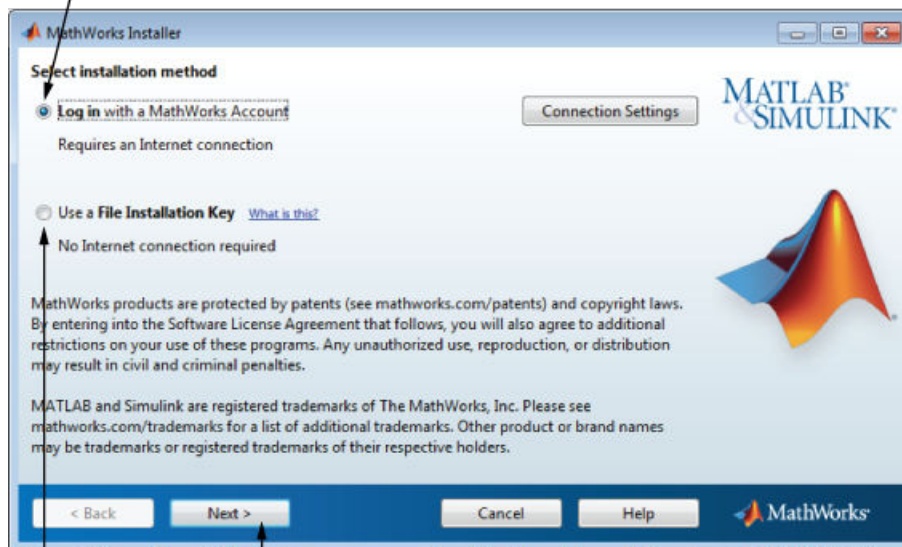 MathWorks Installer
Select installation method
Log in with a MathWorks Account
Connection Settings
MATLAB®
&SIMULINK®
Requires an Internet connection
Use a File Installation Key What is this?
No Internet connection required
MathWorks products are protected by patents (see mathworks.com/patents) and copyright laws.
By entering into the Software License Agreement that follows, you will also agree to additional
restrictions on your use of these programs. Any unauthorized use, reproduction, or distribution
may result in civil and criminal penalties.
MATLAB and Simulink are registered trademarks of The MathWorks, Inc. Please see
mathworks.com/trademarks for a list of additional trademarks. Other product or brand names
may be trademarks or registered trademarks of their respective holders.
< Back Next > Cancel Help MathWorks®